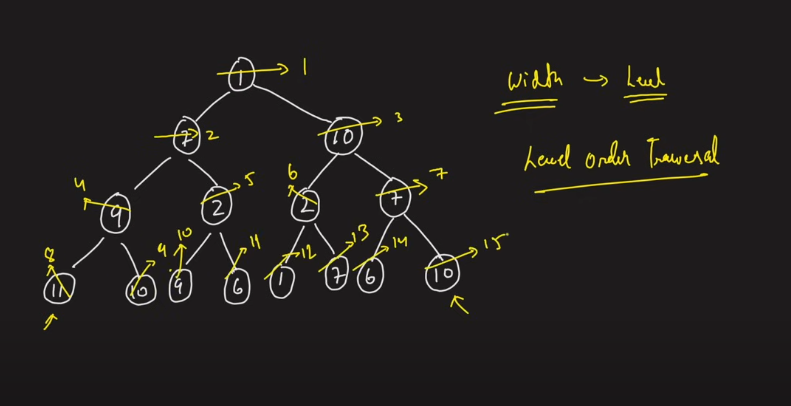 1 1
Width → Level
7 2 10 3
Level Order Traversal
4 9 2 5 6 2 7 7
8 11 10 9 10 9 11 6 12 1 13 7 14 6 15 10